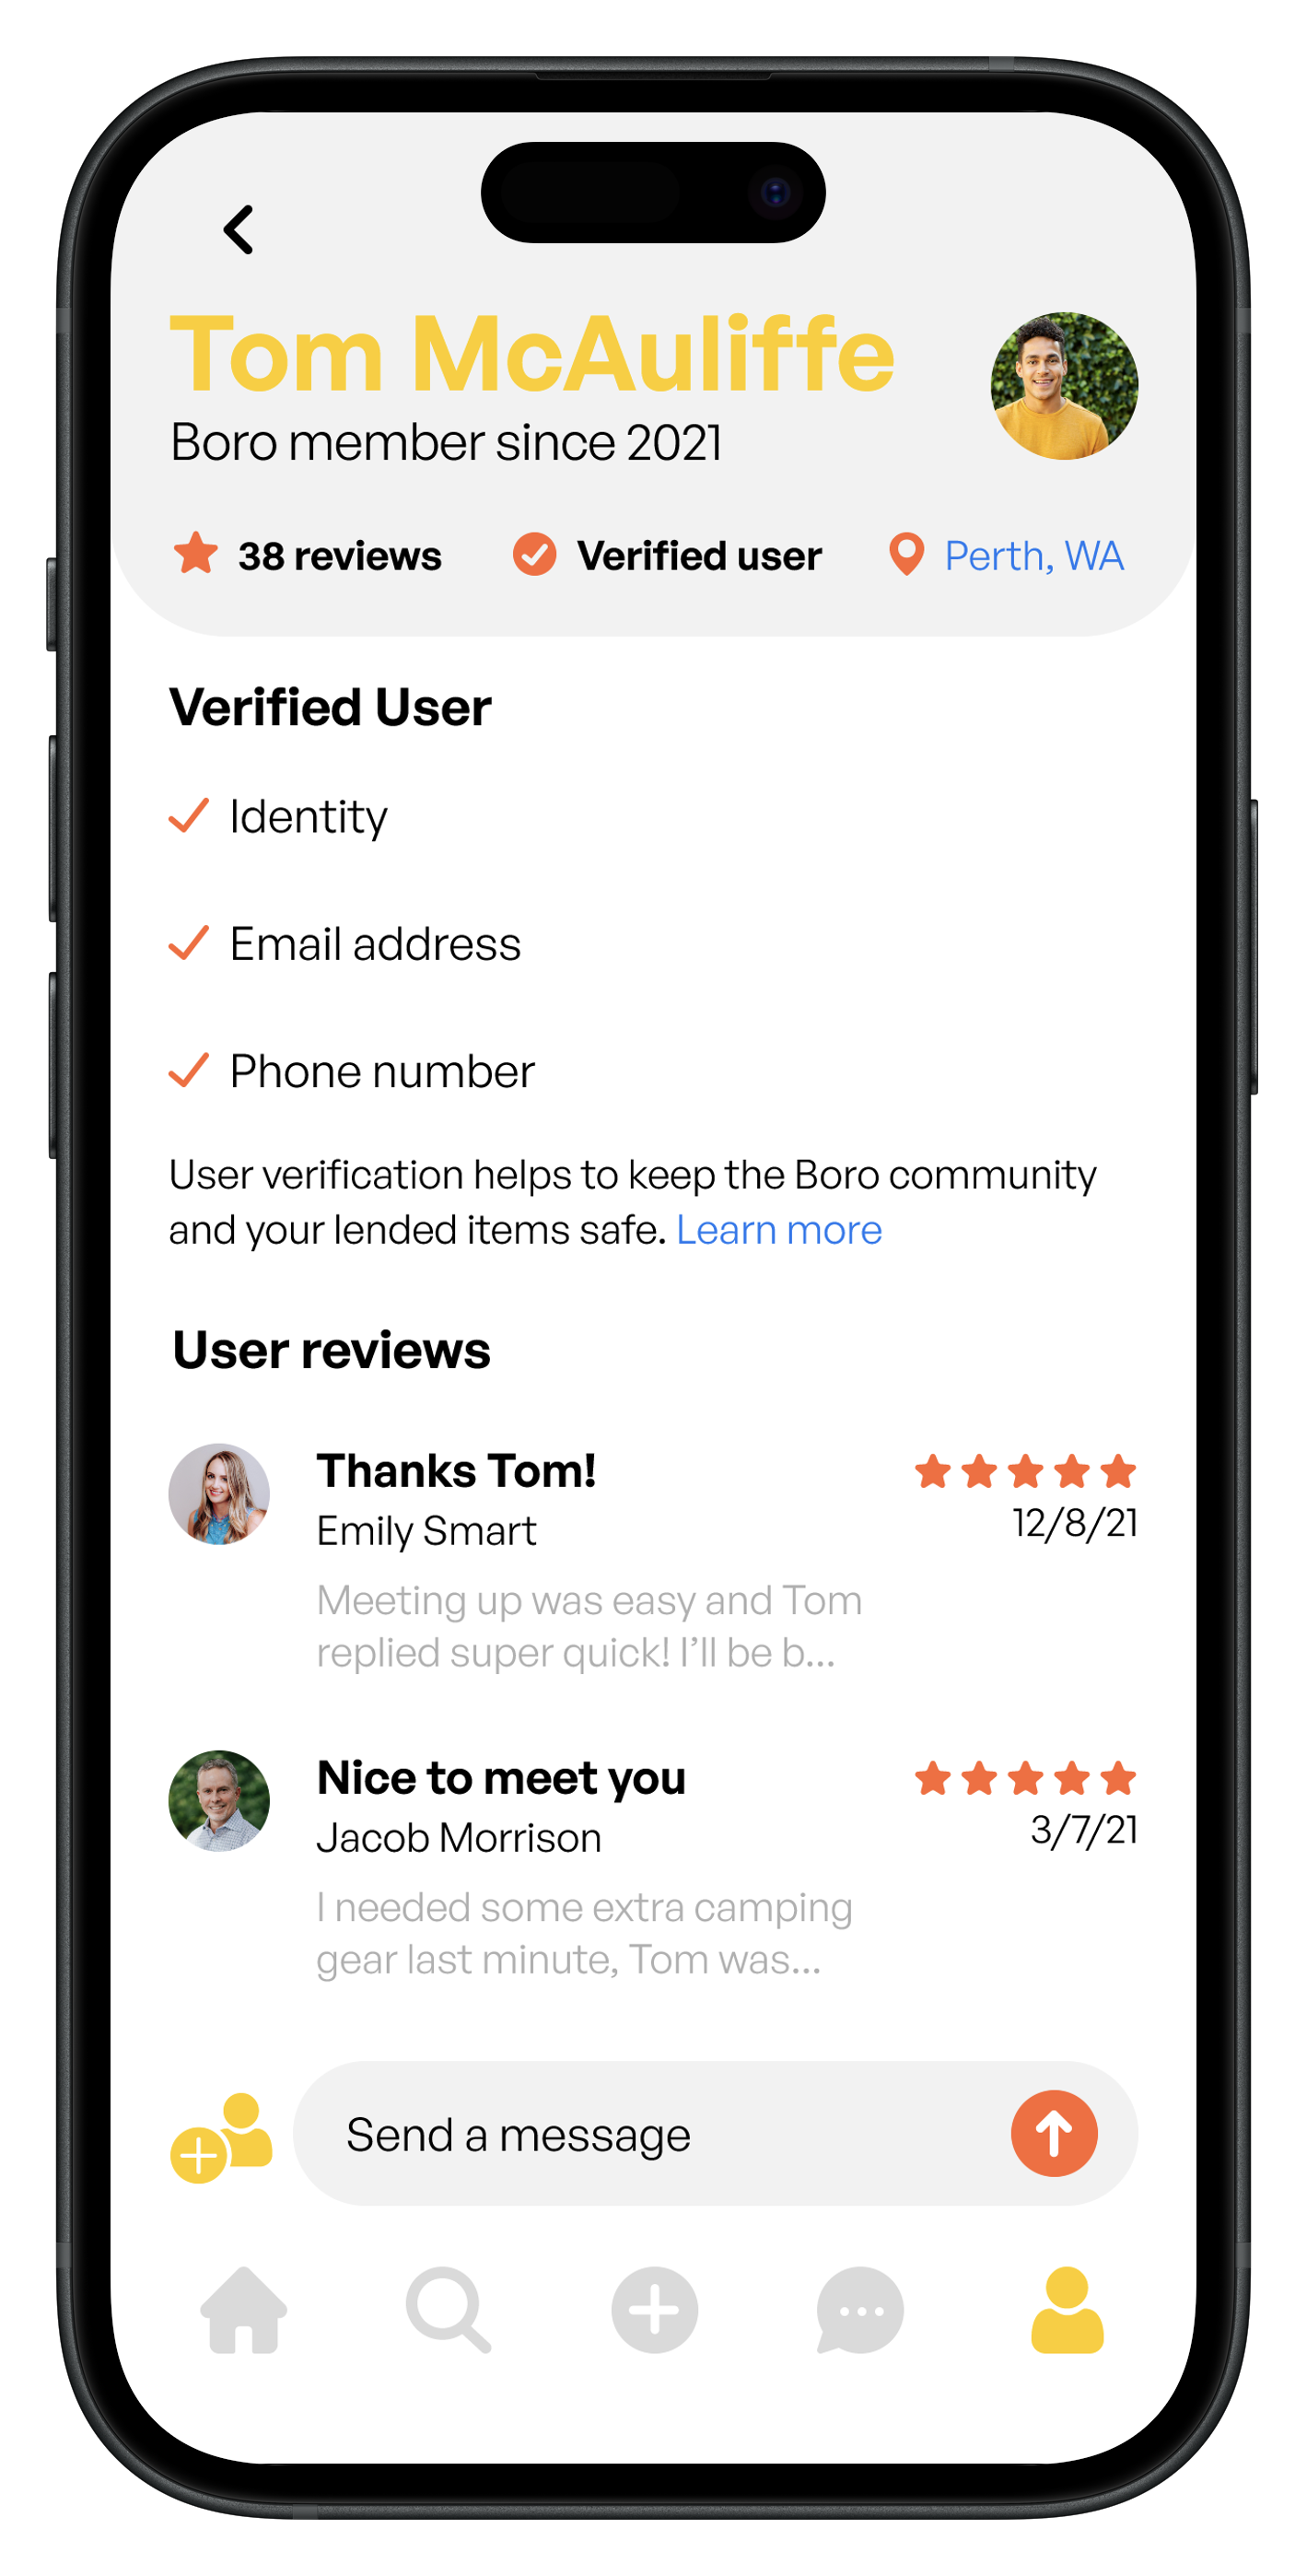 Tom McAuliffe
Boro member since 2021
38 reviews
Verified user
Perth, WA
Verified User
Identity
Email address
Phone number
User verification helps to keep the Boro community
and your lended items safe. Learn more
User reviews
Thanks Tom!
Emily Smart
12/8/21
Meeting up was easy and Tom
replied super quick! I’ll be b...
Nice to meet you
Jacob Morrison
3/7/21
I needed some extra camping
gear last minute, Tom was...
Send a message